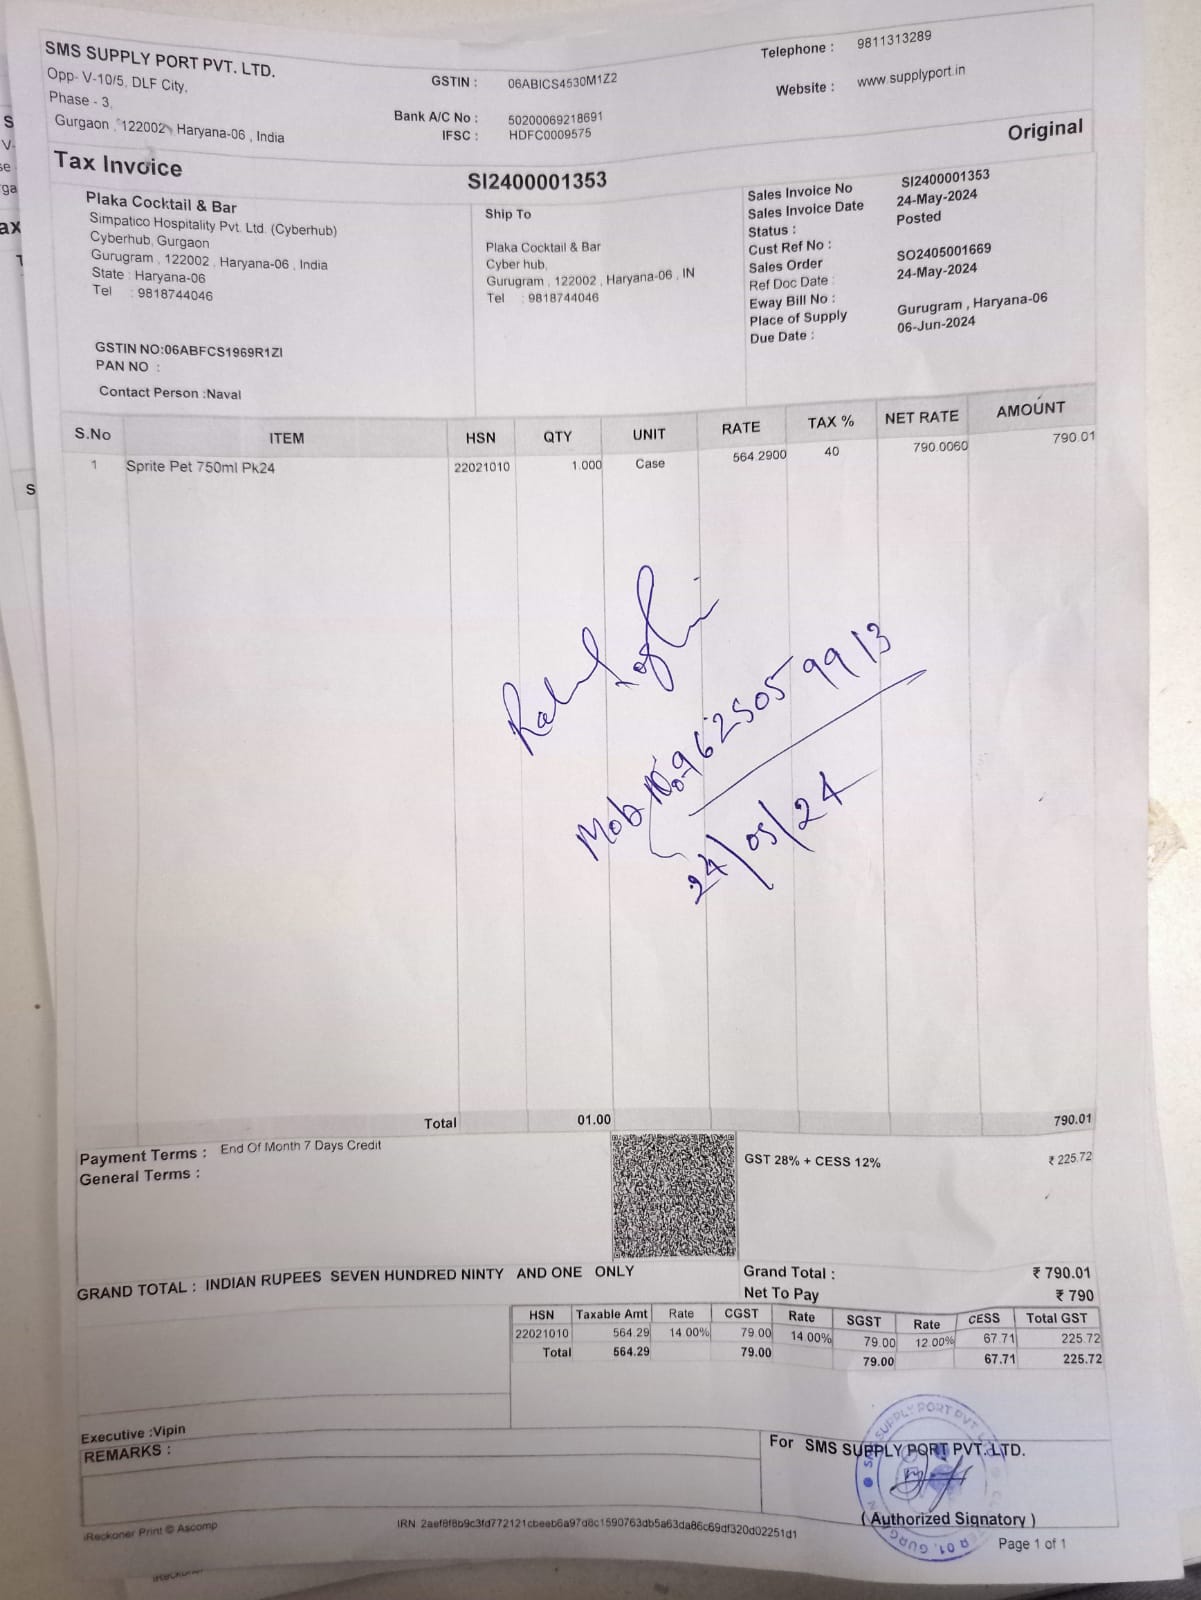 SMS SUPPLY PORT PVT. LTD.
Opp- V-10/5, DLF City,
Phase - 3,
Gurgaon , 122002 , Haryana-06 , India
GSTIN : 06ABICS4530M1Z2
Bank A/C No : 50200069218691
IFSC : HDFC0009575
Telephone : 9811313289
Website : www.supplyport.in
Original
Tax Invoice
SI2400001353
Plaka Cocktail & Bar
Simpatico Hospitality Pvt. Ltd. (Cyberhub)
Cyberhub, Gurgaon
Gurugram , 122002 , Haryana-06 , India
State : Haryana-06
Tel : 9818744046
GSTIN NO:06ABFCS1969R1ZI
PAN NO :
Contact Person :Naval
Ship To
Plaka Cocktail & Bar
Cyber hub,
Gurugram , 122002 , Haryana-06 , IN
Tel : 9818744046
Sales Invoice No SI2400001353
Sales Invoice Date 24-May-2024
Status : Posted
Cust Ref No :
Sales Order SO2405001669
Ref Doc Date : 24-May-2024
Eway Bill No :
Place of Supply Gurugram , Haryana-06
Due Date : 06-Jun-2024
S.No ITEM HSN QTY UNIT RATE TAX % NET RATE AMOUNT
1 Sprite Pet 750ml Pk24 22021010 1.000 Case 564.2900 40 790.0060 790.01
Mob No. 9625059913
24/05/24
Total 01.00 790.01
Payment Terms : End Of Month 7 Days Credit
General Terms :
GST 28% + CESS 12% ₹ 225.72
GRAND TOTAL : INDIAN RUPEES SEVEN HUNDRED NINTY AND ONE ONLY
Grand Total : ₹ 790.01
Net To Pay ₹ 790
HSN Taxable Amt Rate CGST Rate SGST Rate CESS Total GST
22021010 564.29 14.00% 79.00 14.00% 79.00 12.00% 67.71 225.72
Total 564.29 79.00 79.00 67.71 225.72
Executive :Vipin
REMARKS :
For SMS SUPPLY PORT PVT. LTD.
( Authorized Signatory )
iReckoner Print © Ascomp
IRN 2aef8f8b9c3fd772121cbeeb6a97d8c1590763db5a63da86c69df320d02251d1
Page 1 of 1